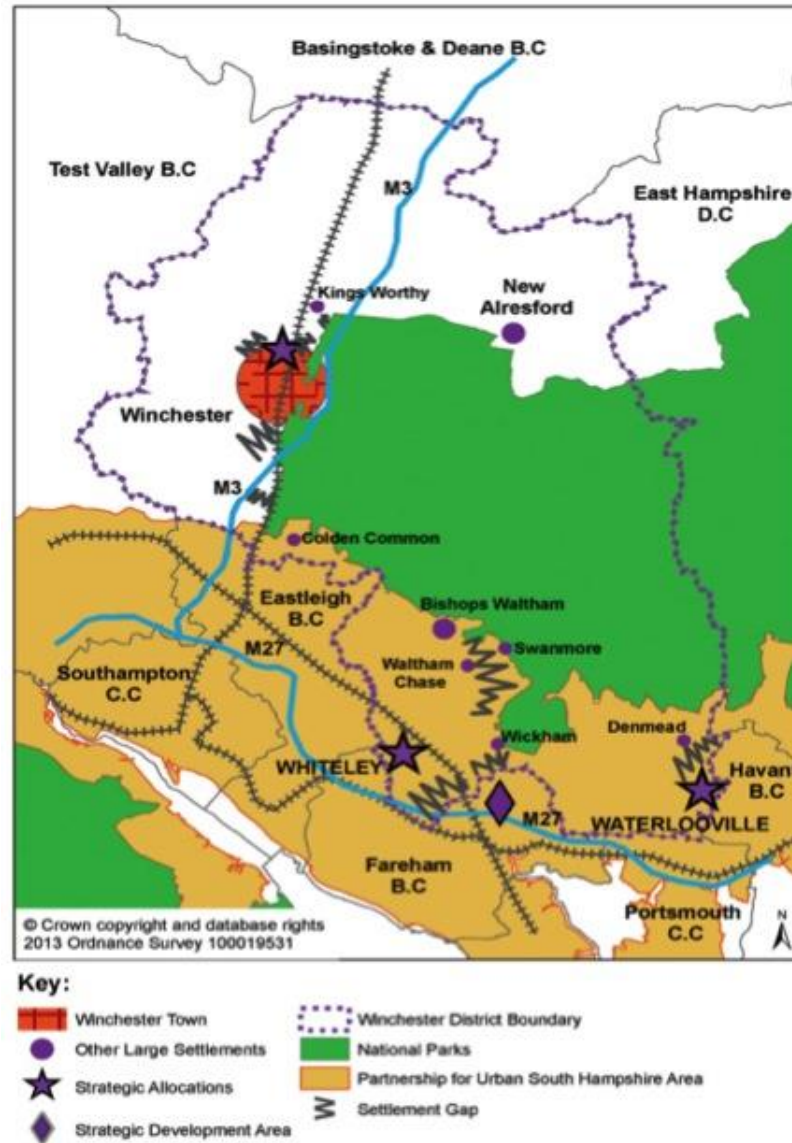 Basingstoke & Deane B.C
Test Valley B.C
M3
East Hampshire
D.C
Kings Worthy
New
Alresford
Winchester
M3
Colden Common
Eastleigh
B.C
Bishops Waltham
M27
Swanmore
Southampton
C.C
Waltham
Chase
Wickham
Denmead
WHITELEY
Havant
B.C
M27
WATERLOOVILLE
Fareham
B.C
Portsmouth
C.C
N
© Crown copyright and database rights
2013 Ordnance Survey 100019531
Key:
Winchester Town
Winchester District Boundary
Other Large Settlements
National Parks
Strategic Allocations
Partnership for Urban South Hampshire Area
Settlement Gap
Strategic Development Area